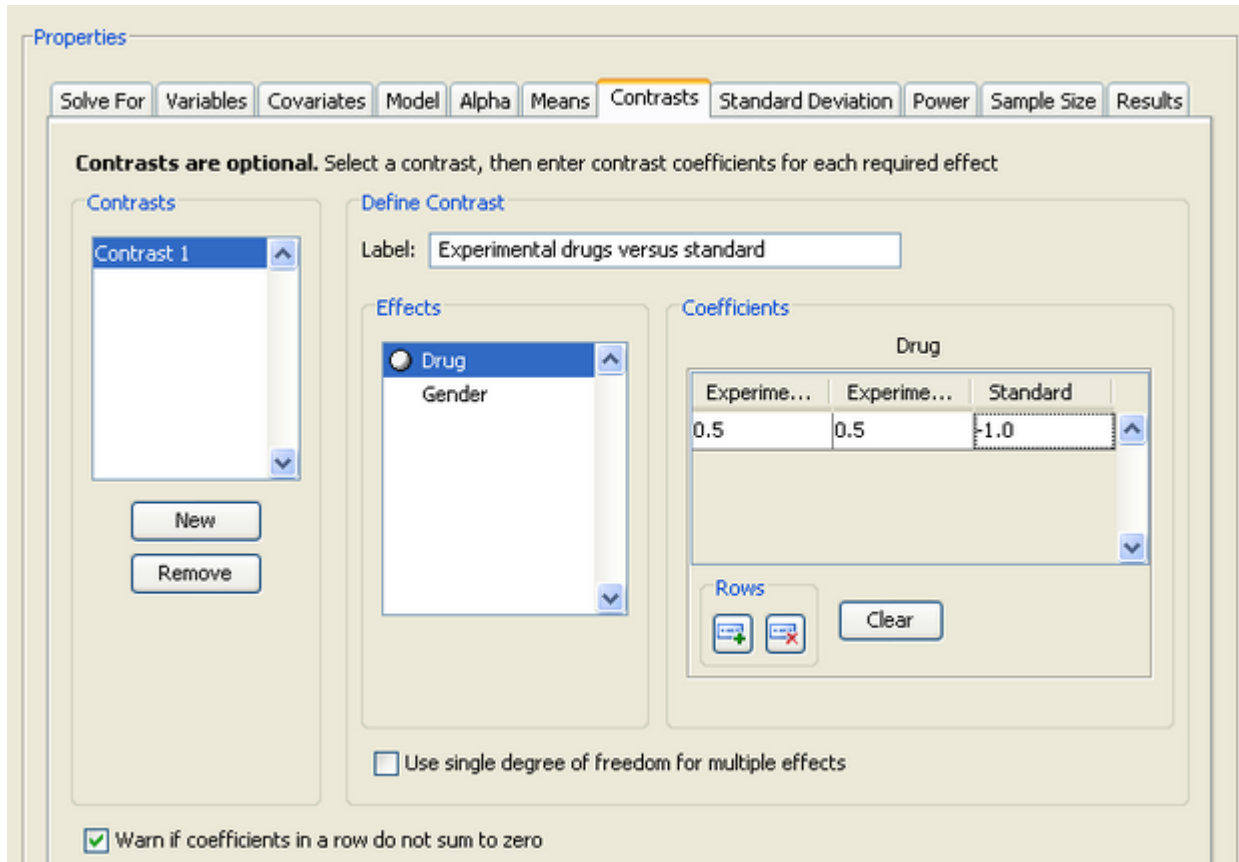 Properties
Solve For Variables Covariates Model Alpha Means Contrasts Standard Deviation Power Sample Size Results
Contrasts are optional. Select a contrast, then enter contrast coefficients for each required effect
Contrasts
Contrast 1
New
Remove
Define Contrast
Label: Experimental drugs versus standard
Effects
Drug
Gender
Coefficients
Drug
Experime... Experime... Standard
0.5 0.5 -1.0
Rows
Clear
Use single degree of freedom for multiple effects
Warn if coefficients in a row do not sum to zero